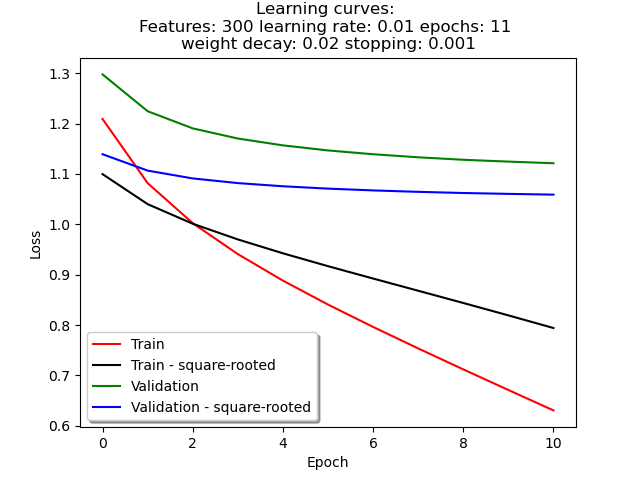 Learning curves:
Features: 300 learning rate: 0.01 epochs: 11
weight decay: 0.02 stopping: 0.001
1.3
1.2
1.1
1.0
0.9
0.8
0.7
0.6
Loss
Train
Train - square-rooted
Validation
Validation - square-rooted
0 2 4 6 8 10
Epoch